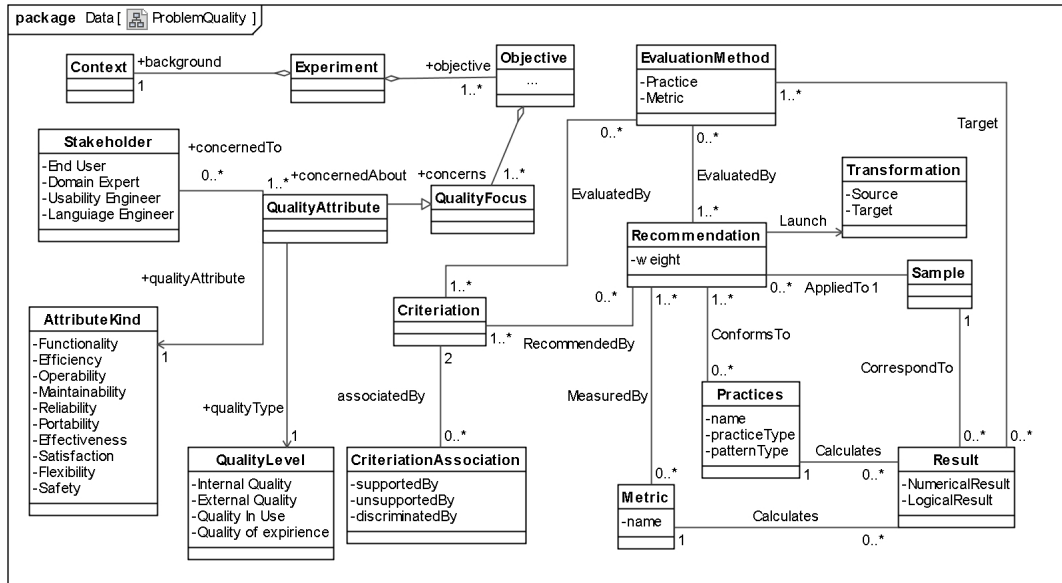 package Data [ ProblemQuality ]
Context
+background
1
Experiment
+objective
1..*
Objective
...
EvaluationMethod
-Practice
-Metric
0..*
0..*
1..*
Target
Stakeholder
-End User
-Domain Expert
-Usability Engineer
-Language Engineer
+concernedTo
0..*
1..*
+concernedAbout
QualityAttribute
+concerns
1..*
QualityFocus
EvaluatedBy
EvaluatedBy
1..*
Transformation
-Source
-Target
Launch
Recommendation
-weight
+qualityAttribute
1..*
Criteriation
1..*
RecommendedBy
0..*
1..*
1..*
0..*
AppliedTo
1
Sample
1
AttributeKind
-Functionality
-Efficiency
-Operability
-Maintainability
-Reliability
-Portability
-Effectiveness
-Satisfaction
-Flexibility
-Safety
1
2
associatedBy
0..*
ConformsTo
0..*
MeasuredBy
0..*
CorrespondTo
0..*
0..*
+qualityType
1
QualityLevel
-Internal Quality
-External Quality
-Quality In Use
-Quality of expirience
CriteriationAssociation
-supportedBy
-unsupportedBy
-discriminatedBy
Practices
-name
-practiceType
-patternType
Calculates
1
0..*
Result
-NumericalResult
-LogicalResult
Metric
-name
Calculates
1
0..*